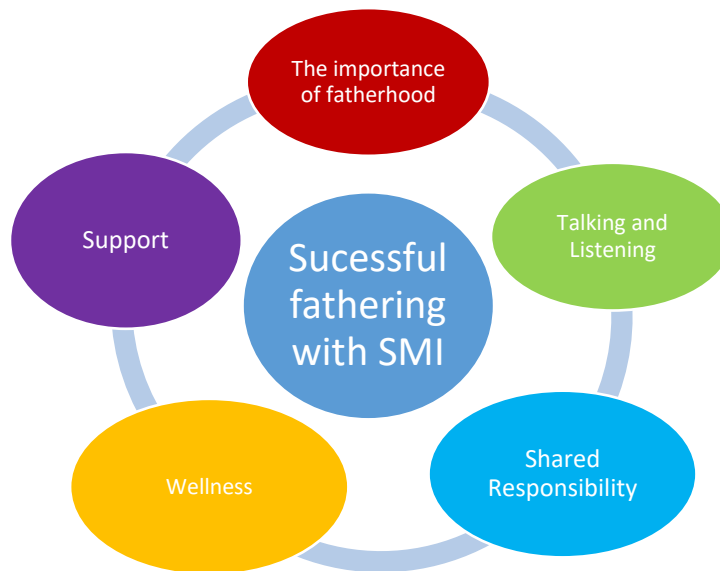 The importance
of fatherhood
Talking and
Listening
Shared
Responsibility
Wellness
Support
Sucessful
fathering
with SMI